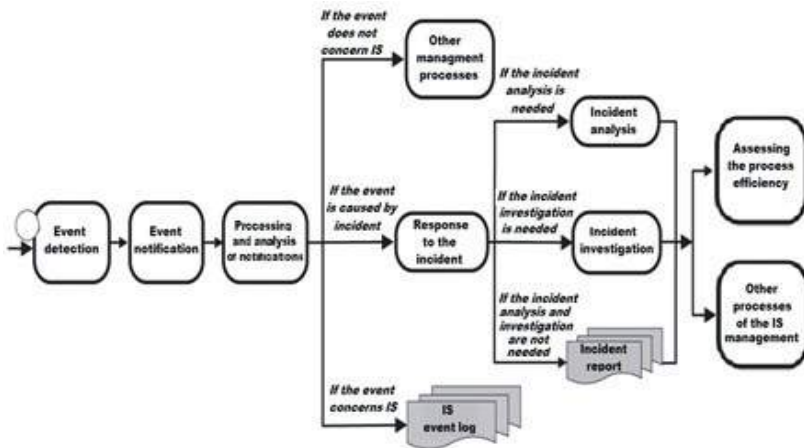 If the event
does not
concern IS
Other
managment
processes
If the incident
analysis is
needed
Incident
analysis
Assessing
the process
efficiency
Event
detection
Event
notification
Processing
and analysis
of notifications
If the event
is caused by
incident
Response
to the
incident
If the incident
investigation
is needed
Incident
investigation
Other
processes
of the IS
management
If the incident
analysis and
investigation
are not
needed
Incident
report
If the event
concerns IS
IS
event log